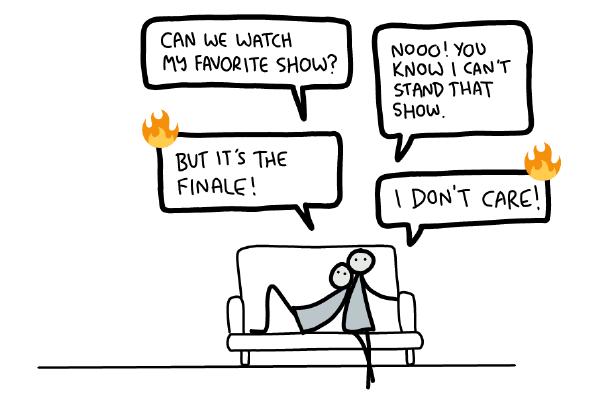 CAN WE WATCH
MY FAVORITE SHOW?
NOOO! YOU
KNOW I CAN'T
STAND THAT
SHOW.
BUT IT'S THE
FINALE!
I DON'T CARE!